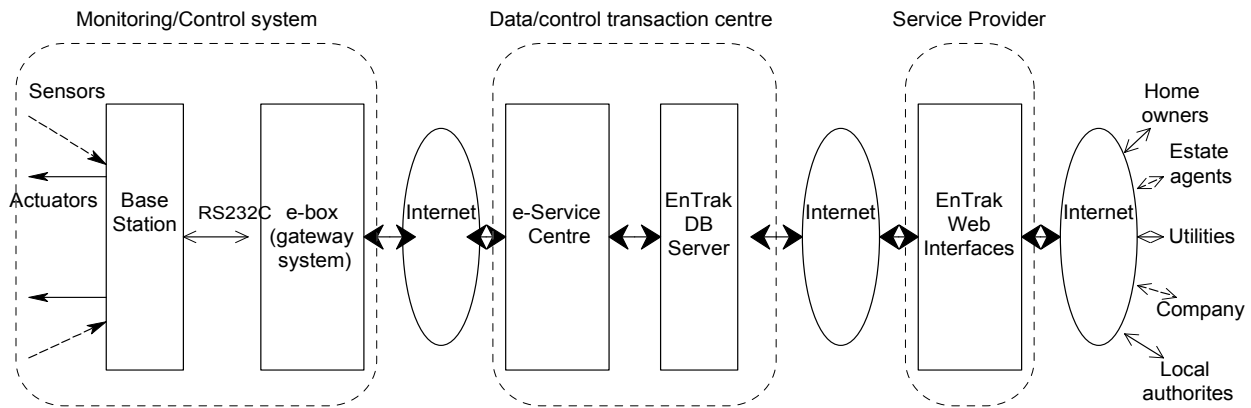 Monitoring/Control system
Data/control transaction centre
Service Provider
Sensors
Actuators
Base
Station
RS232C
e-box
(gateway
system)
Internet
e-Service
Centre
EnTrak
DB
Server
Internet
EnTrak
Web
Interfaces
Internet
Home
owners
Estate
agents
Utilities
Company
Local
authorites